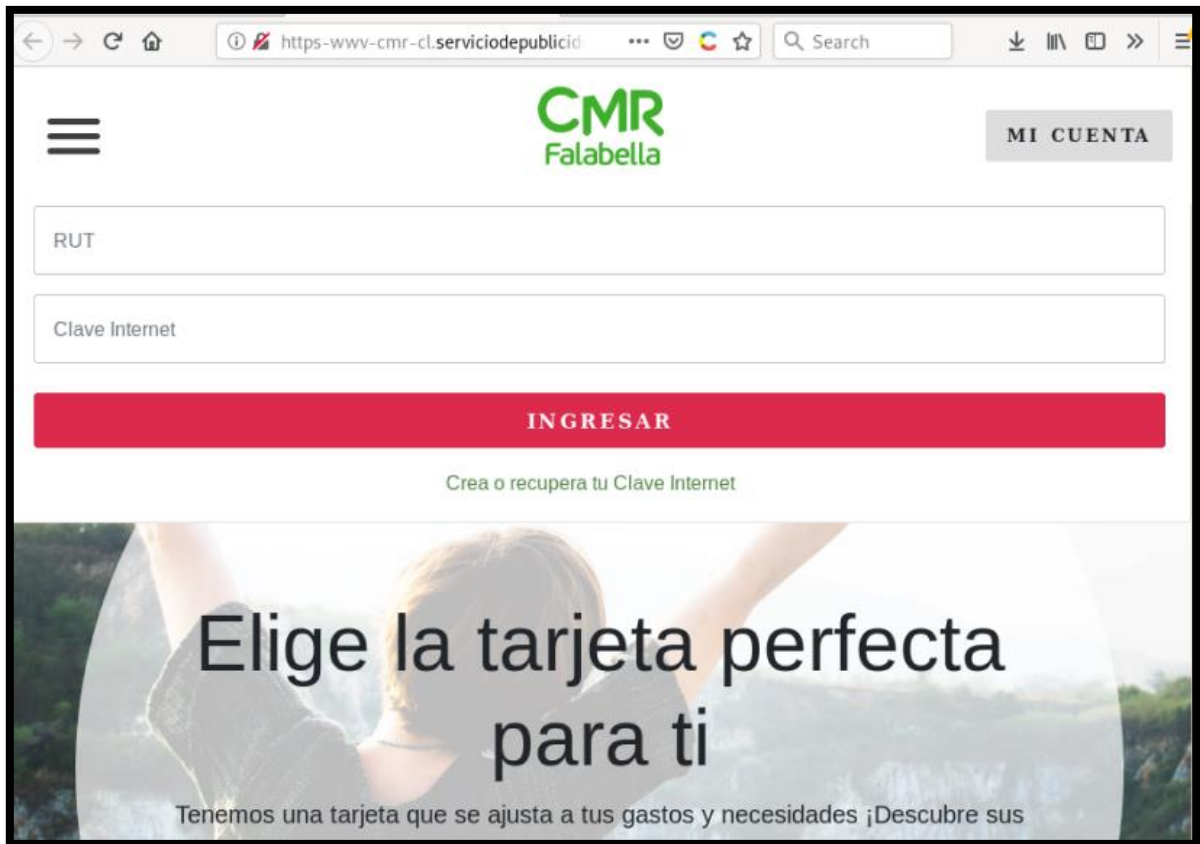 https-wwv-cmr-cl.serviciodepublicid
Search
CMR
Falabella
MI CUENTA
RUT
Clave Internet
INGRESAR
Crea o recupera tu Clave Internet
Elige la tarjeta perfecta
para ti
Tenemos una tarjeta que se ajusta a tus gastos y necesidades ¡Descubre sus